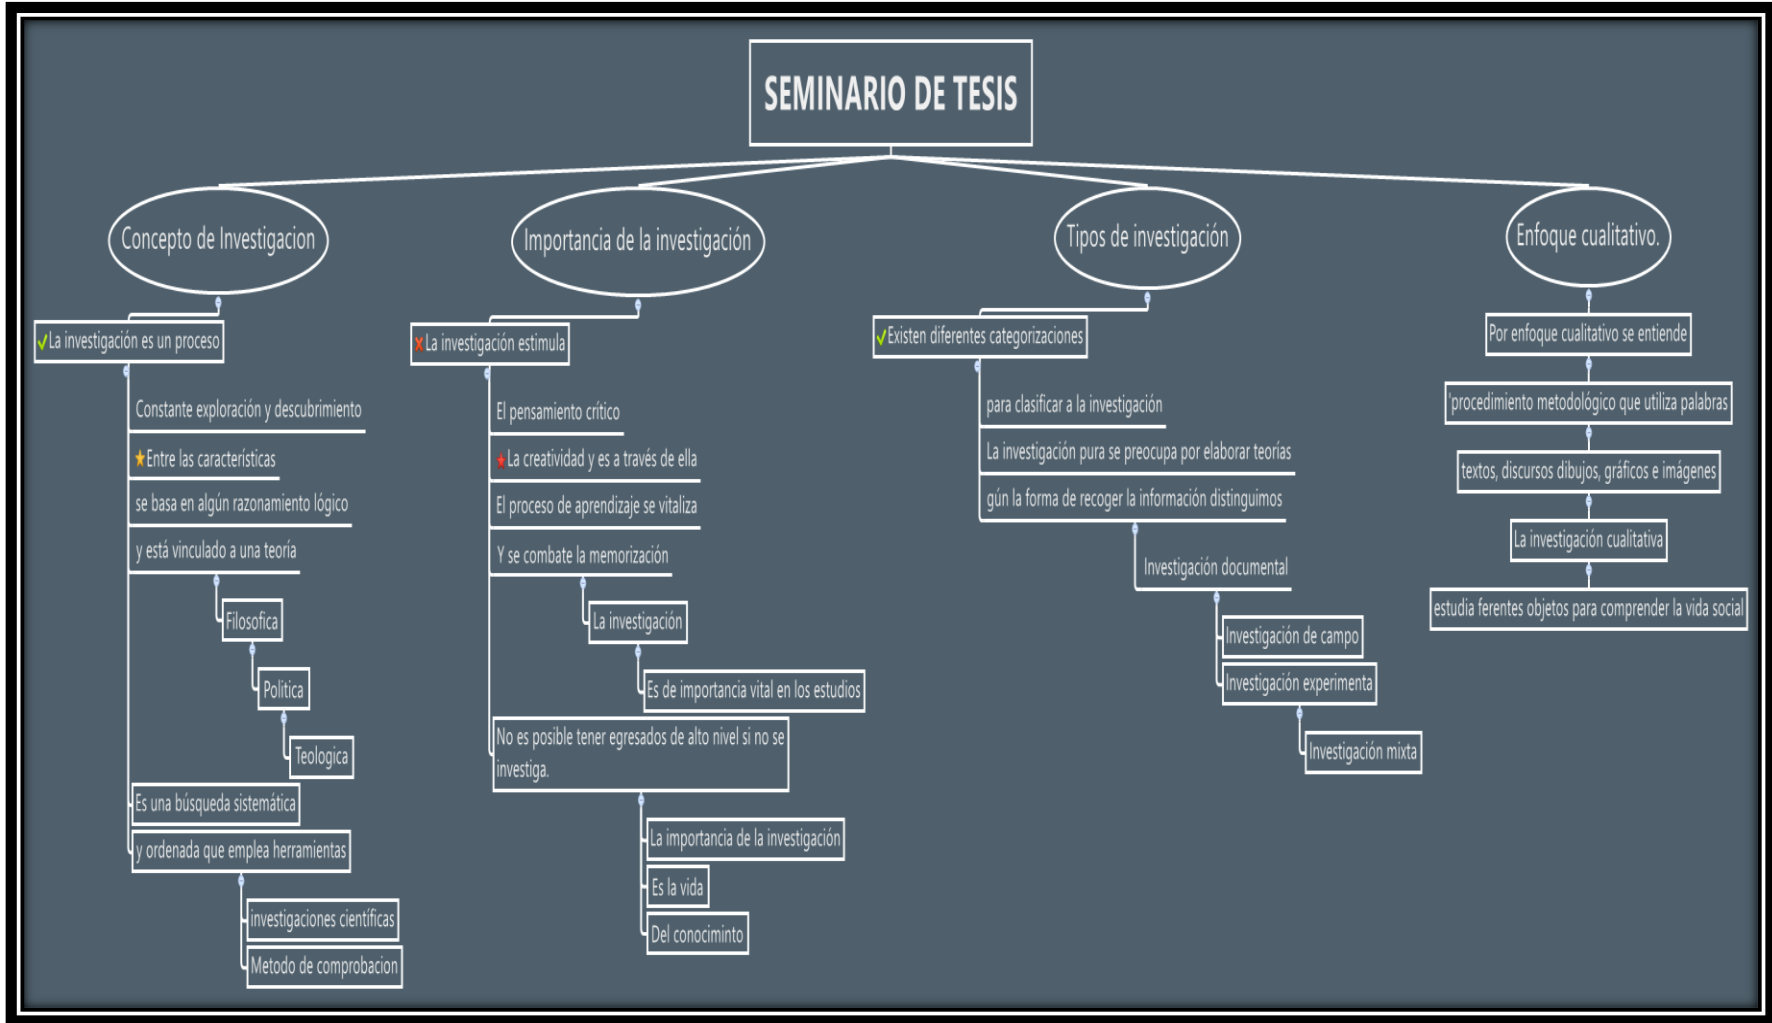 SEMINARIO DE TESIS
Concepto de Investigacion
La investigación es un proceso
Constante exploración y descubrimiento
Entre las características
se basa en algún razonamiento lógico
y está vinculado a una teoría
Filosofica
Politica
Teologica
Es una búsqueda sistemática
y ordenada que emplea herramientas
investigaciones científicas
Metodo de comprobacion
Importancia de la investigación
La investigación estimula
El pensamiento crítico
La creatividad y es a través de ella
El proceso de aprendizaje se vitaliza
Y se combate la memorización
La investigación
Es de importancia vital en los estudios
No es posible tener egresados de alto nivel si no se
investiga.
La importancia de la investigación
Es la vida
Del conociminto
Tipos de investigación
Existen diferentes categorizaciones
para clasificar a la investigación
La investigación pura se preocupa por elaborar teorías
gún la forma de recoger la información distinguimos
Investigación documental
Investigación de campo
Investigación experimenta
Investigación mixta
Enfoque cualitativo.
Por enfoque cualitativo se entiende
'procedimiento metodológico que utiliza palabras
textos, discursos dibujos, gráficos e imágenes
La investigación cualitativa
estudia ferentes objetos para comprender la vida social